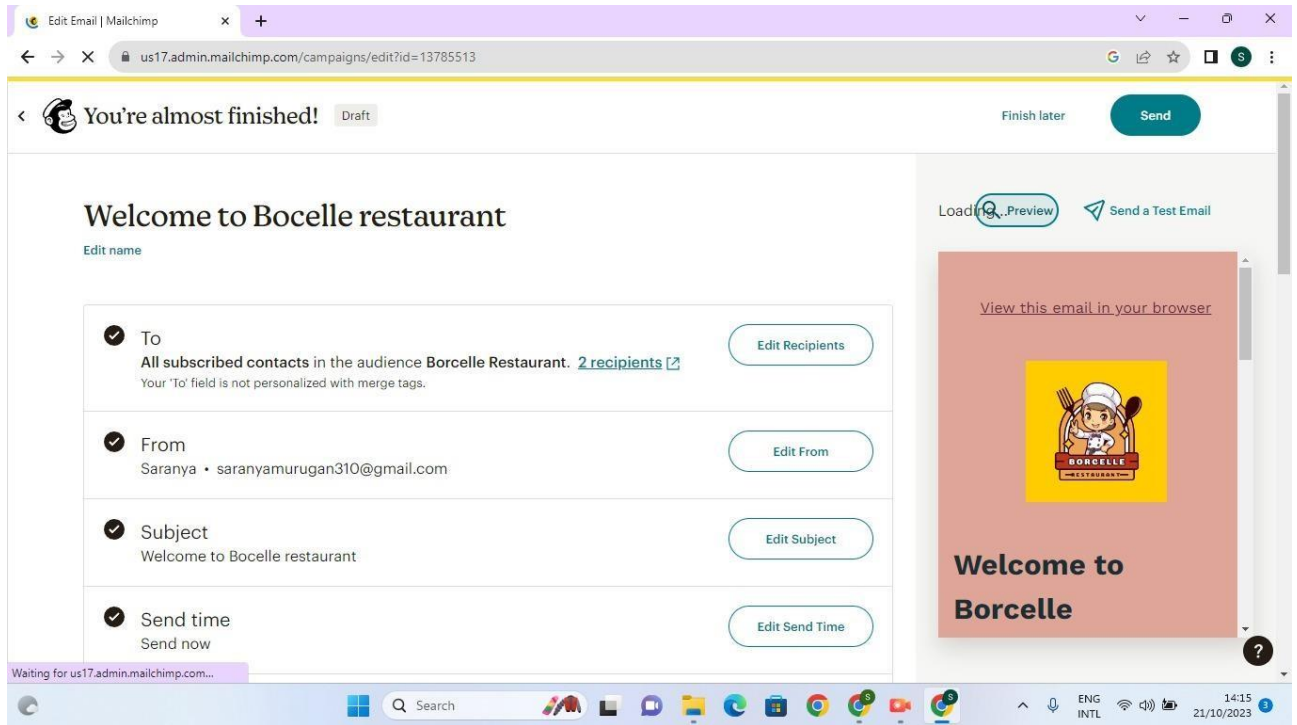 Edit Email | Mailchimp
us17.admin.mailchimp.com/campaigns/edit?id=13785513
G
S
You're almost finished!
Draft
Finish later
Send
Welcome to Bocelle restaurant
Edit name
Loading...
Preview
Send a Test Email
To
All subscribed contacts in the audience Borcelle Restaurant. 2 recipients
Your 'To' field is not personalized with merge tags.
Edit Recipients
From
Saranya • saranyamurugan310@gmail.com
Edit From
Subject
Welcome to Bocelle restaurant
Edit Subject
Send time
Send now
Edit Send Time
View this email in your browser
BORCELLE
RESTAURANT
Welcome to
Borcelle
?
Waiting for us17.admin.mailchimp.com...
Search
S
S
ENG
INTL
14:15
21/10/2023
3